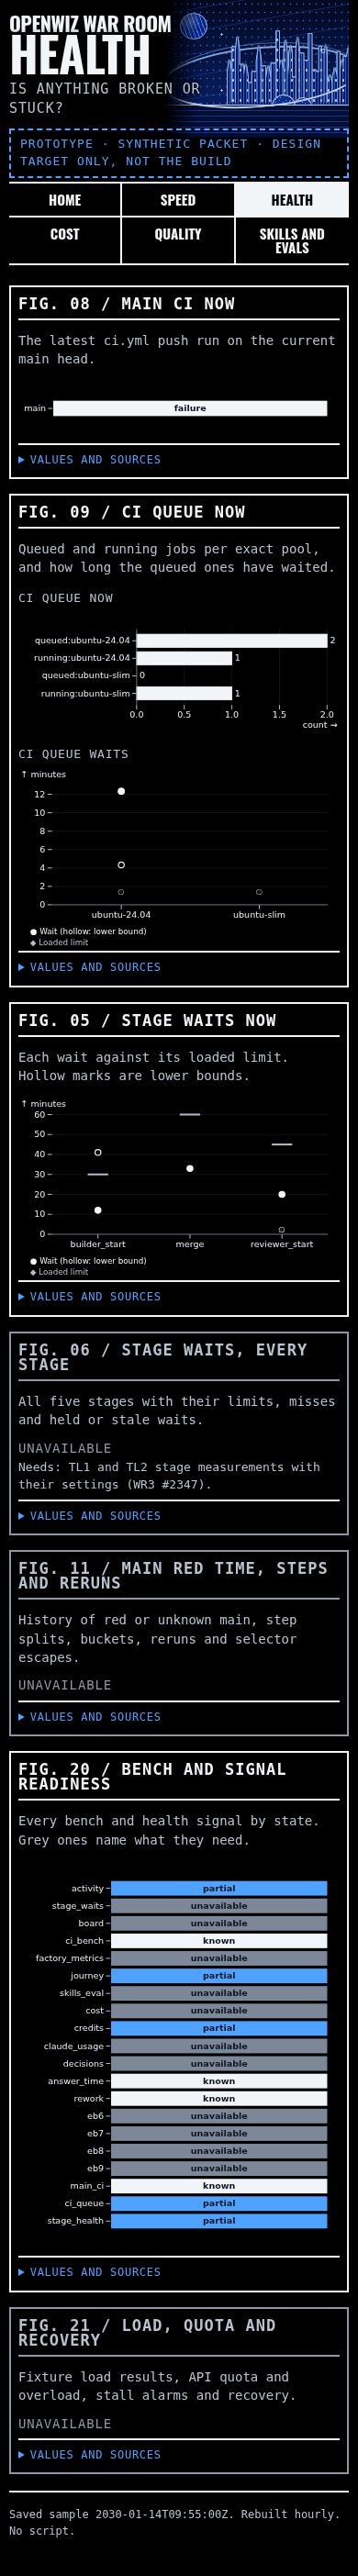 OPENWIZ WAR ROOM
HEALTH
IS ANYTHING BROKEN OR
STUCK?
PROTOTYPE · SYNTHETIC PACKET · DESIGN
TARGET ONLY, NOT THE BUILD
HOME
SPEED
HEALTH
COST
QUALITY
SKILLS AND
EVALS
FIG. 08 / MAIN CI NOW
The latest ci.yml push run on the current
main head.
main
failure
▶ VALUES AND SOURCES
FIG. 09 / CI QUEUE NOW
Queued and running jobs per exact pool,
and how long the queued ones have waited.
CI QUEUE NOW
queued:ubuntu-24.04 2
running:ubuntu-24.04 1
queued:ubuntu-slim 0
running:ubuntu-slim 1
0.0 0.5 1.0 1.5 2.0
count →
CI QUEUE WAITS
↑ minutes
12
10
8
6
4
2
0
ubuntu-24.04 ubuntu-slim
● Wait (hollow: lower bound)
◆ Loaded limit
▶ VALUES AND SOURCES
FIG. 05 / STAGE WAITS NOW
Each wait against its loaded limit.
Hollow marks are lower bounds.
↑ minutes
60
50
40
30
20
10
0
builder_start merge reviewer_start
● Wait (hollow: lower bound)
◆ Loaded limit
▶ VALUES AND SOURCES
FIG. 06 / STAGE WAITS, EVERY
STAGE
All five stages with their limits, misses
and held or stale waits.
UNAVAILABLE
Needs: TL1 and TL2 stage measurements with
their settings (WR3 #2347).
▶ VALUES AND SOURCES
FIG. 11 / MAIN RED TIME, STEPS
AND RERUNS
History of red or unknown main, step
splits, buckets, reruns and selector
escapes.
UNAVAILABLE
▶ VALUES AND SOURCES
FIG. 20 / BENCH AND SIGNAL
READINESS
Every bench and health signal by state.
Grey ones name what they need.
activity partial
stage_waits unavailable
board unavailable
ci_bench known
factory_metrics unavailable
journey partial
skills_eval unavailable
cost unavailable
credits partial
claude_usage unavailable
decisions unavailable
answer_time known
rework known
eb6 unavailable
eb7 unavailable
eb8 unavailable
eb9 unavailable
main_ci known
ci_queue partial
stage_health partial
▶ VALUES AND SOURCES
FIG. 21 / LOAD, QUOTA AND
RECOVERY
Fixture load results, API quota and
overload, stall alarms and recovery.
UNAVAILABLE
▶ VALUES AND SOURCES
Saved sample 2030-01-14T09:55:00Z. Rebuilt hourly.
No script.